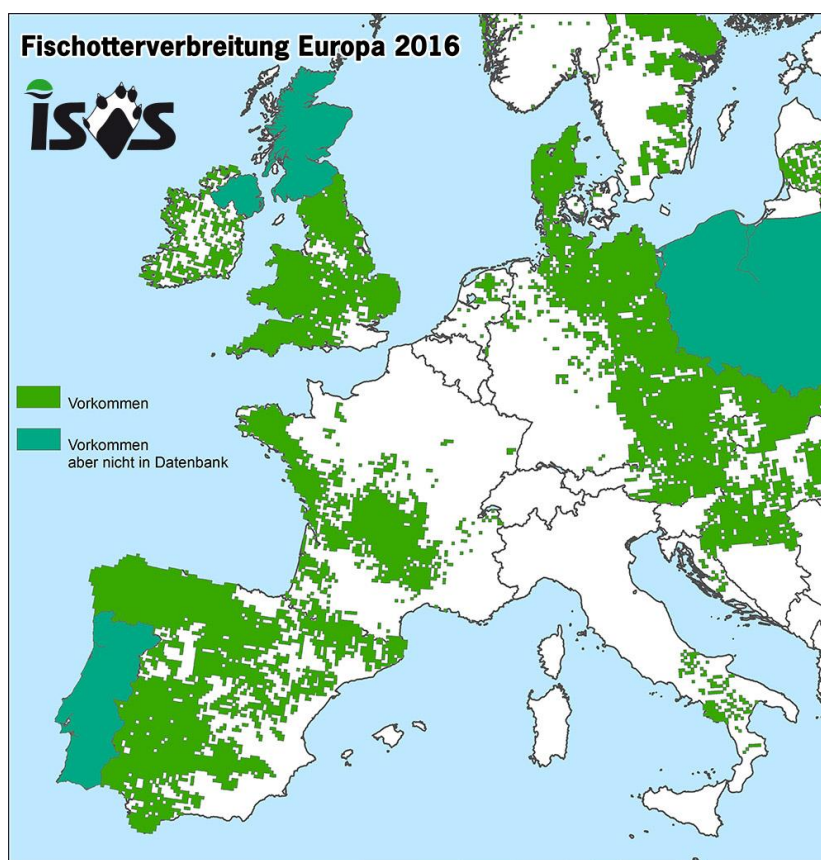 Fischotterverbreitung Europa 2016
isos
Vorkommen
Vorkommen
aber nicht in Datenbank